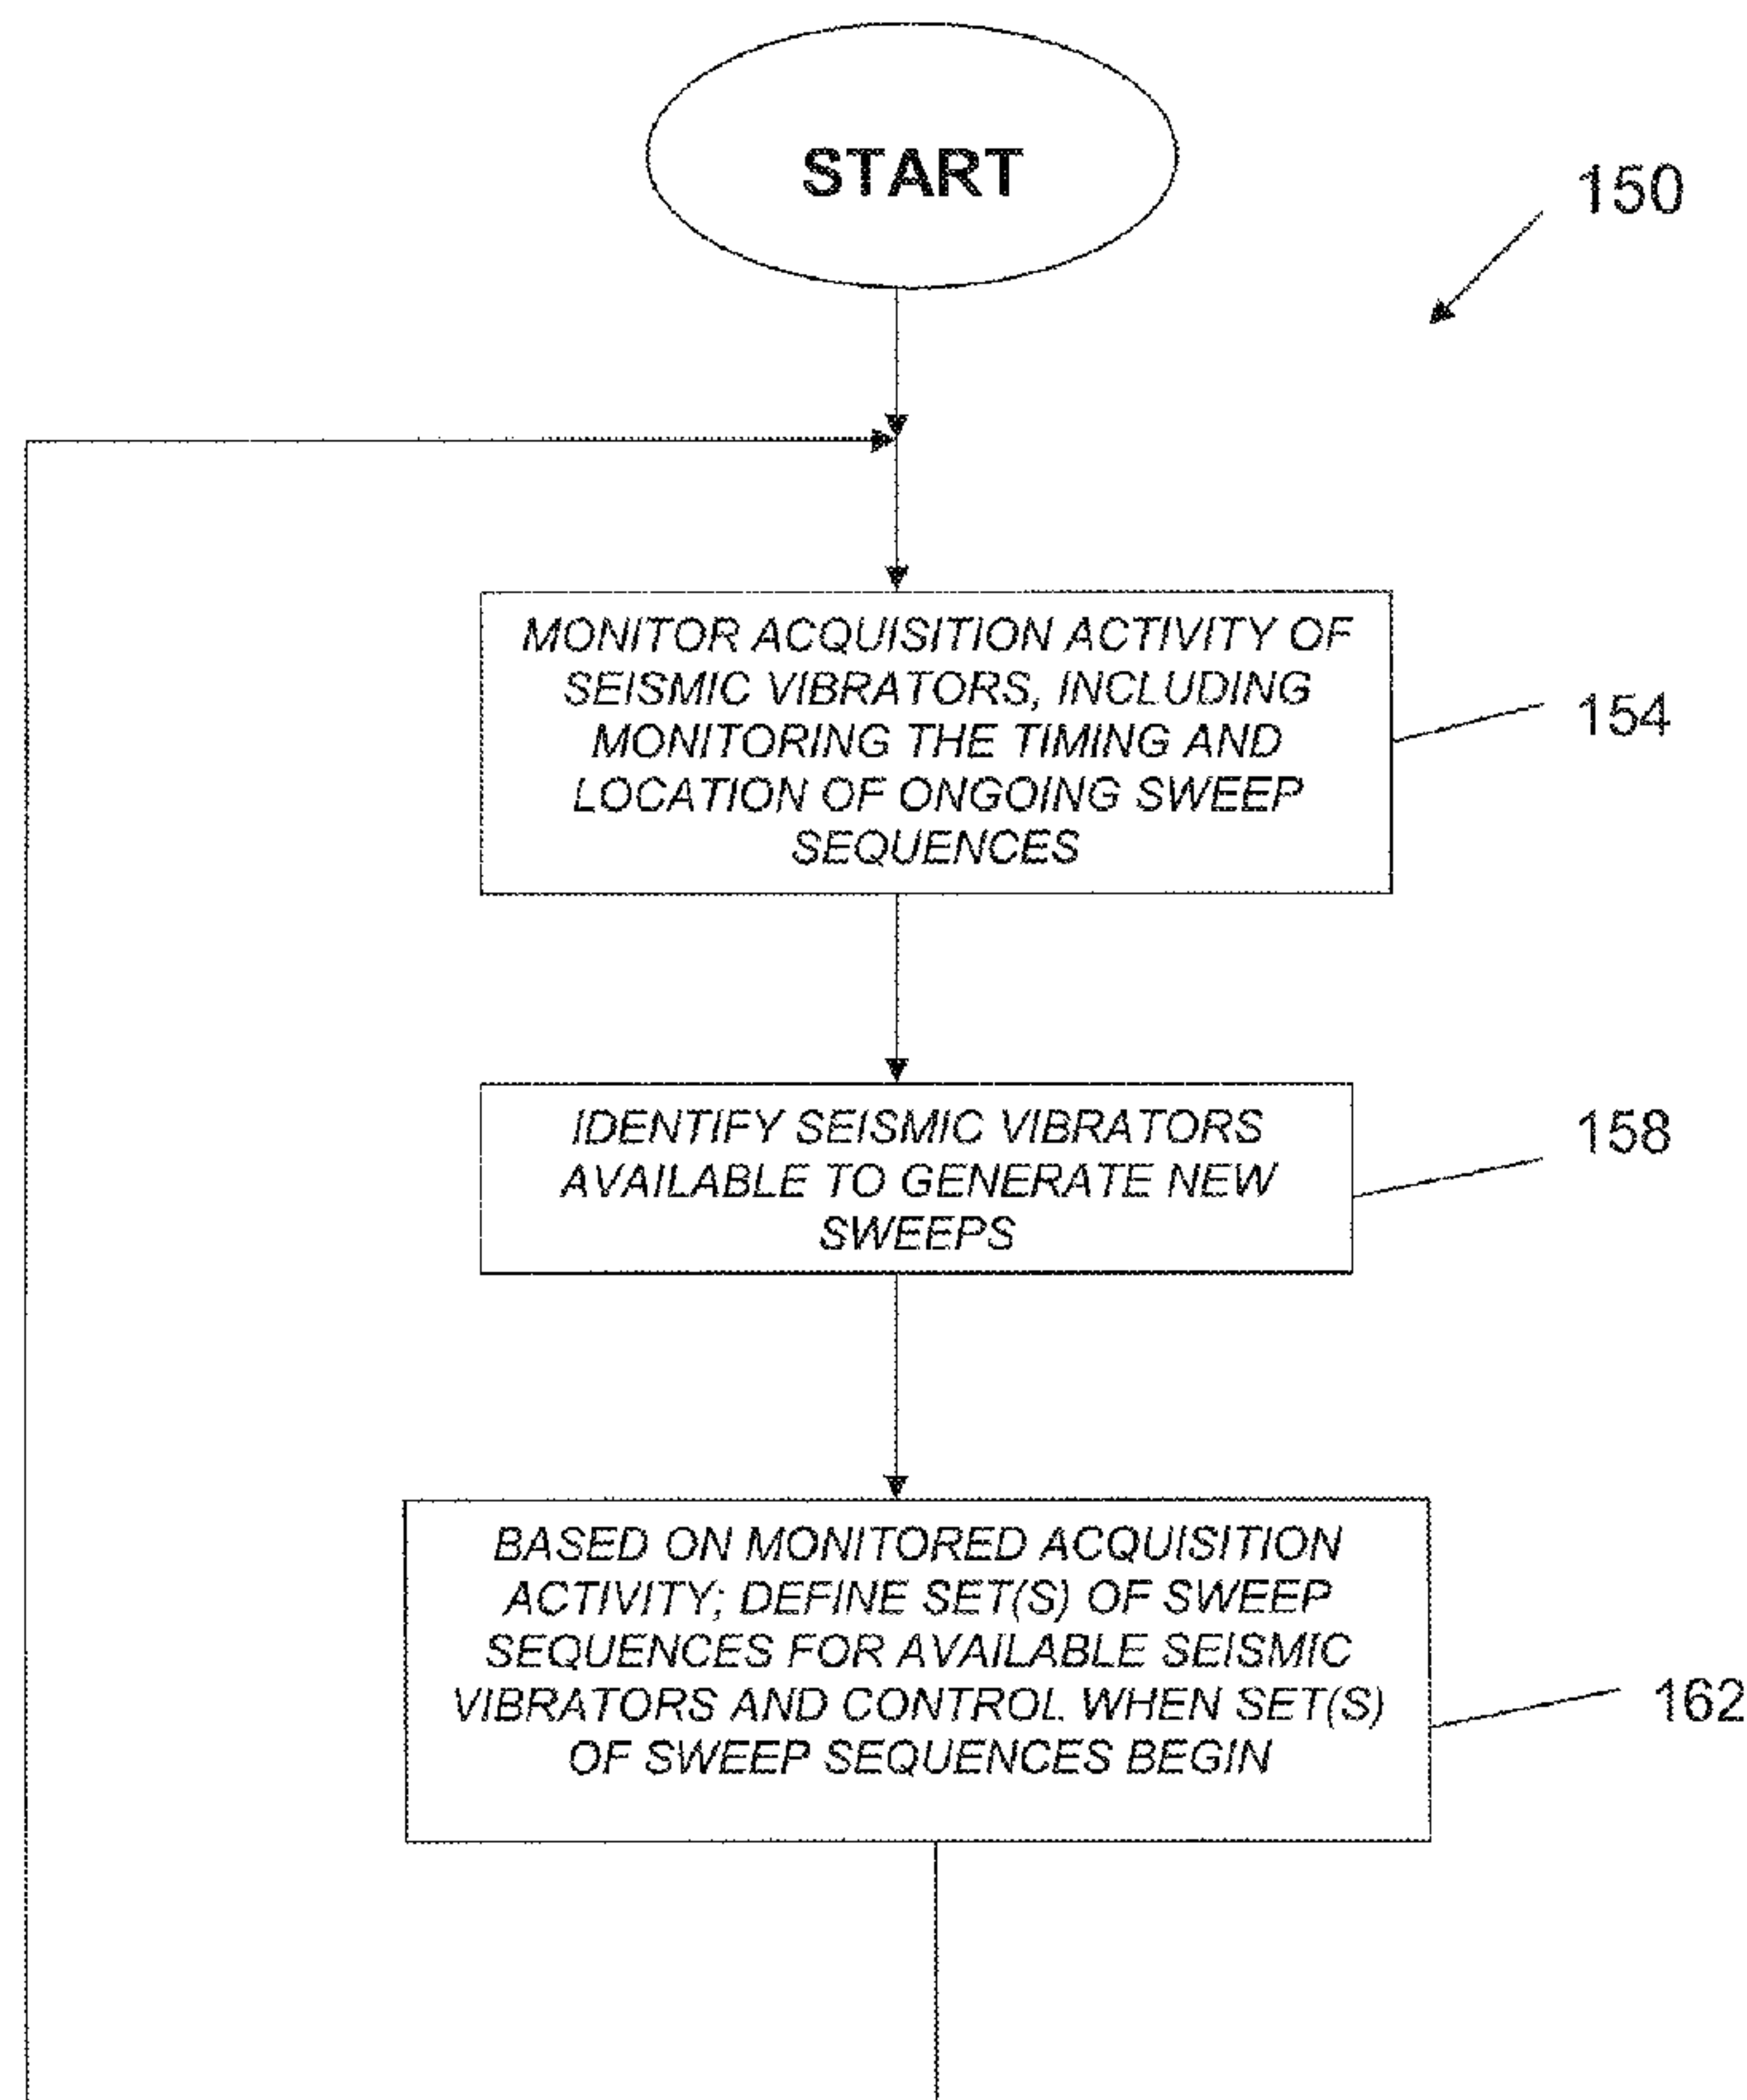 START
150
MONITOR ACQUISITION ACTIVITY OF
SEISMIC VIBRATORS, INCLUDING
MONITORING THE TIMING AND
LOCATION OF ONGOING SWEEP
SEQUENCES
154
IDENTIFY SEISMIC VIBRATORS
AVAILABLE TO GENERATE NEW
SWEEPS
158
BASED ON MONITORED ACQUISITION
ACTIVITY; DEFINE SET(S) OF SWEEP
SEQUENCES FOR AVAILABLE SEISMIC
VIBRATORS AND CONTROL WHEN SET(S)
OF SWEEP SEQUENCES BEGIN
162